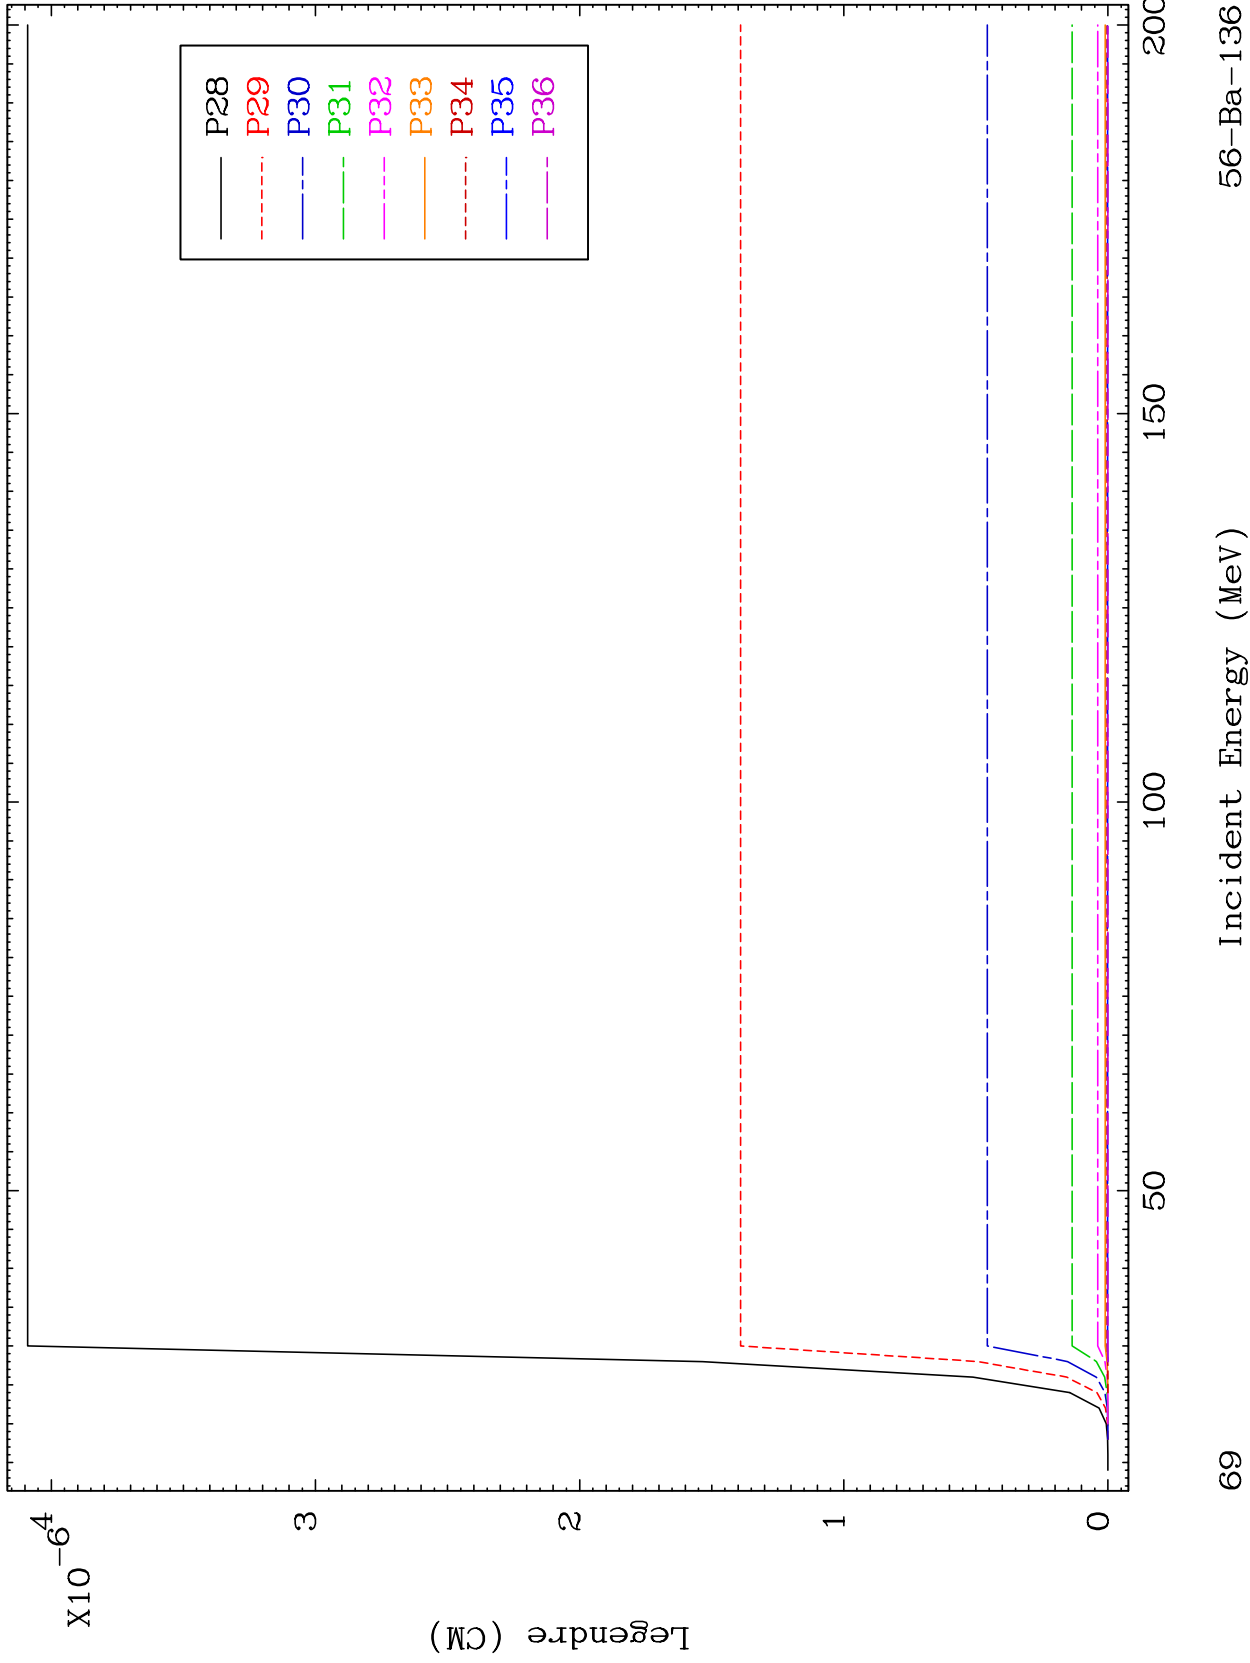 X10-6
Legendre (CM)
4
3
2
1
0
P28
P29
P30
P31
P32
P33
P34
P35
P36
50
100
150
200
Incident Energy (MeV)
69
56-Ba-136